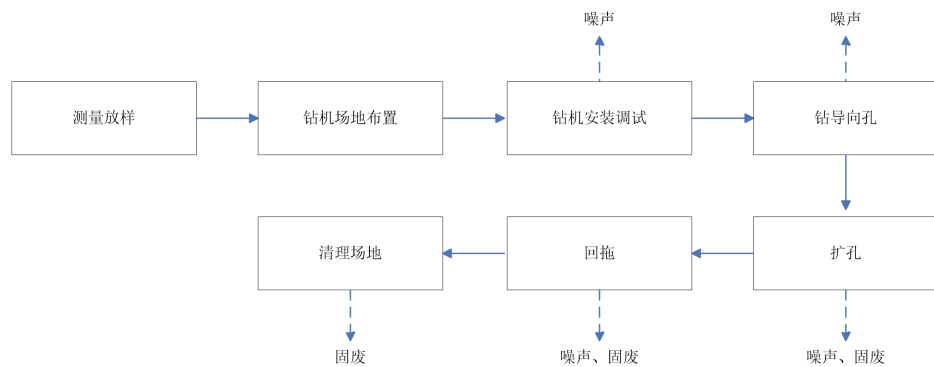 噪声
噪声
测量放样
钻机场地布置
钻机安装调试
钻导向孔
清理场地
回拖
扩孔
固废
噪声、固废
噪声、固废